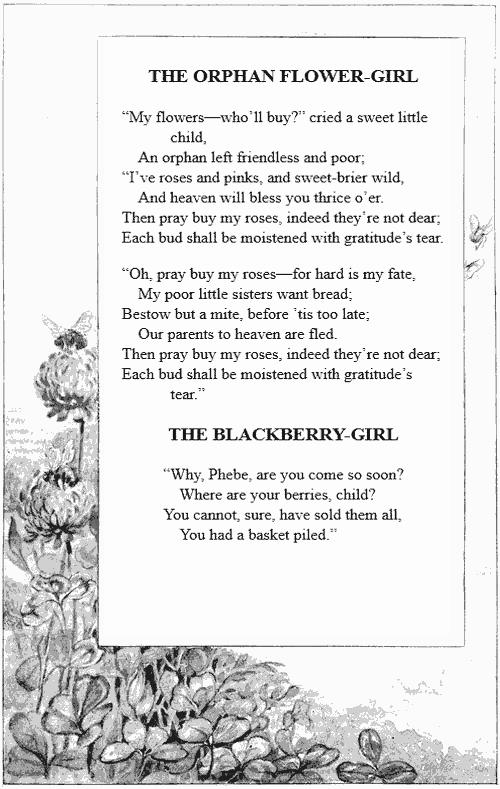 THE ORPHAN FLOWER-GIRL
“My flowers—who’ll buy?” cried a sweet little
child,
An orphan left friendless and poor;
“I’ve roses and pinks, and sweet-brier wild,
And heaven will bless you thrice o’er.
Then pray buy my roses, indeed they’re not dear;
Each bud shall be moistened with gratitude’s tear.
“Oh, pray buy my roses—for hard is my fate,
My poor little sisters want bread;
Bestow but a mite, before ’tis too late;
Our parents to heaven are fled.
Then pray buy my roses, indeed they’re not dear;
Each bud shall be moistened with gratitude’s
tear.”
THE BLACKBERRY-GIRL
“Why, Phebe, are you come so soon?
Where are your berries, child?
You cannot, sure, have sold them all,
You had a basket piled.”